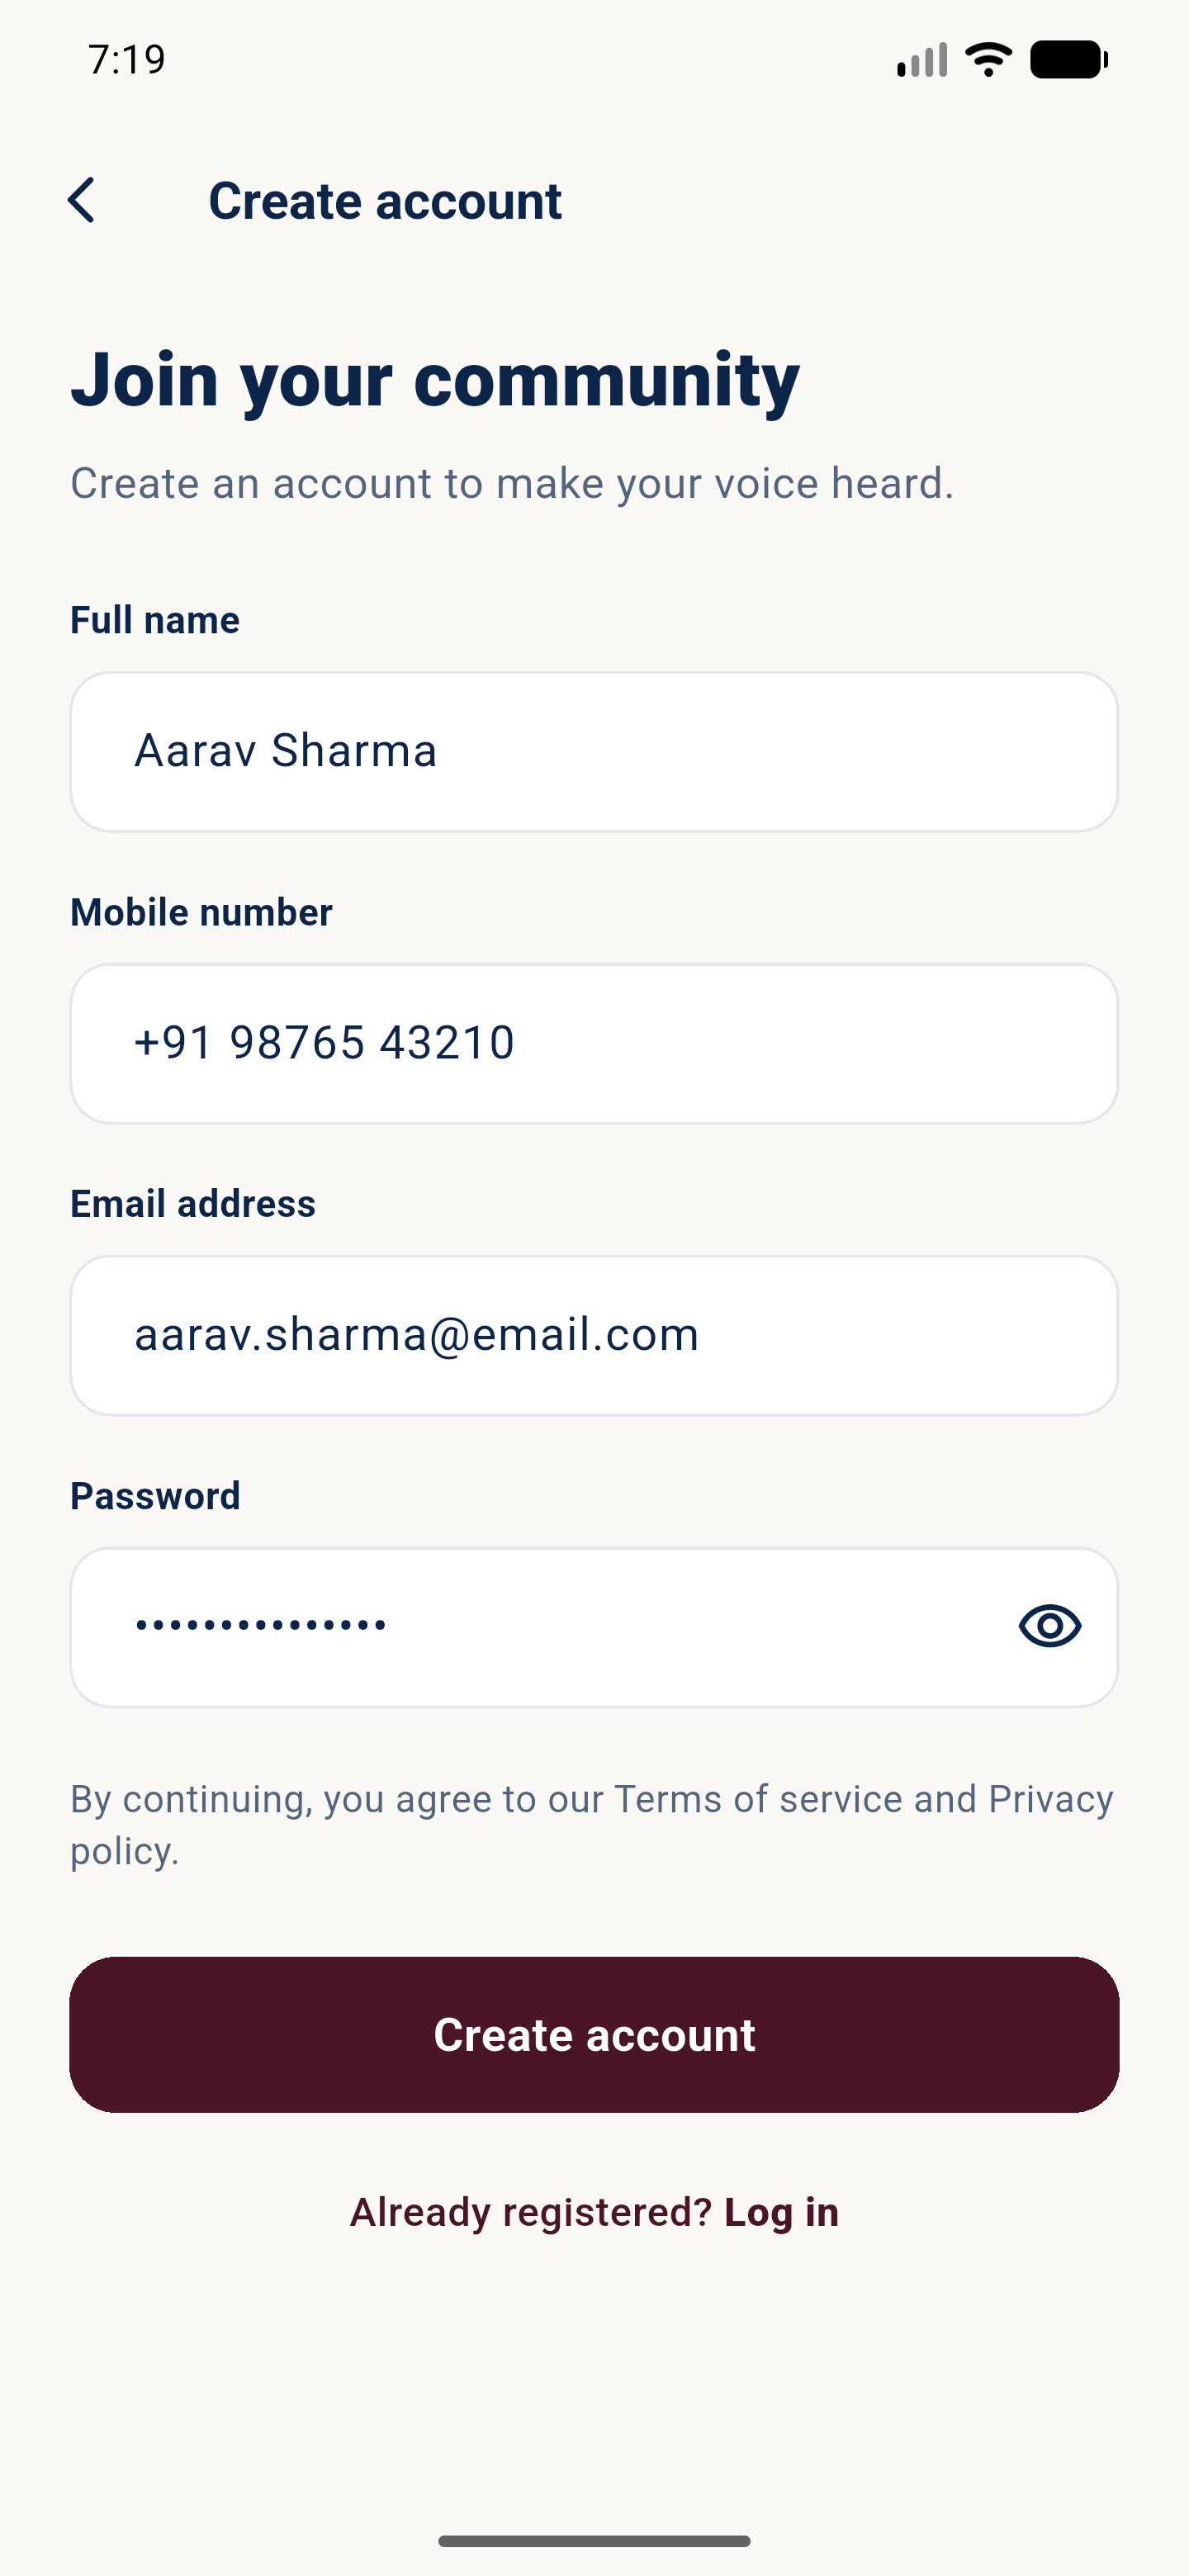 7:19
Create account
Join your community
Create an account to make your voice heard.
Full name
Aarav Sharma
Mobile number
+91 98765 43210
Email address
aarav.sharma@email.com
Password
•••••••••••••••
By continuing, you agree to our Terms of service and Privacy
policy.
Create account
Already registered? Log in